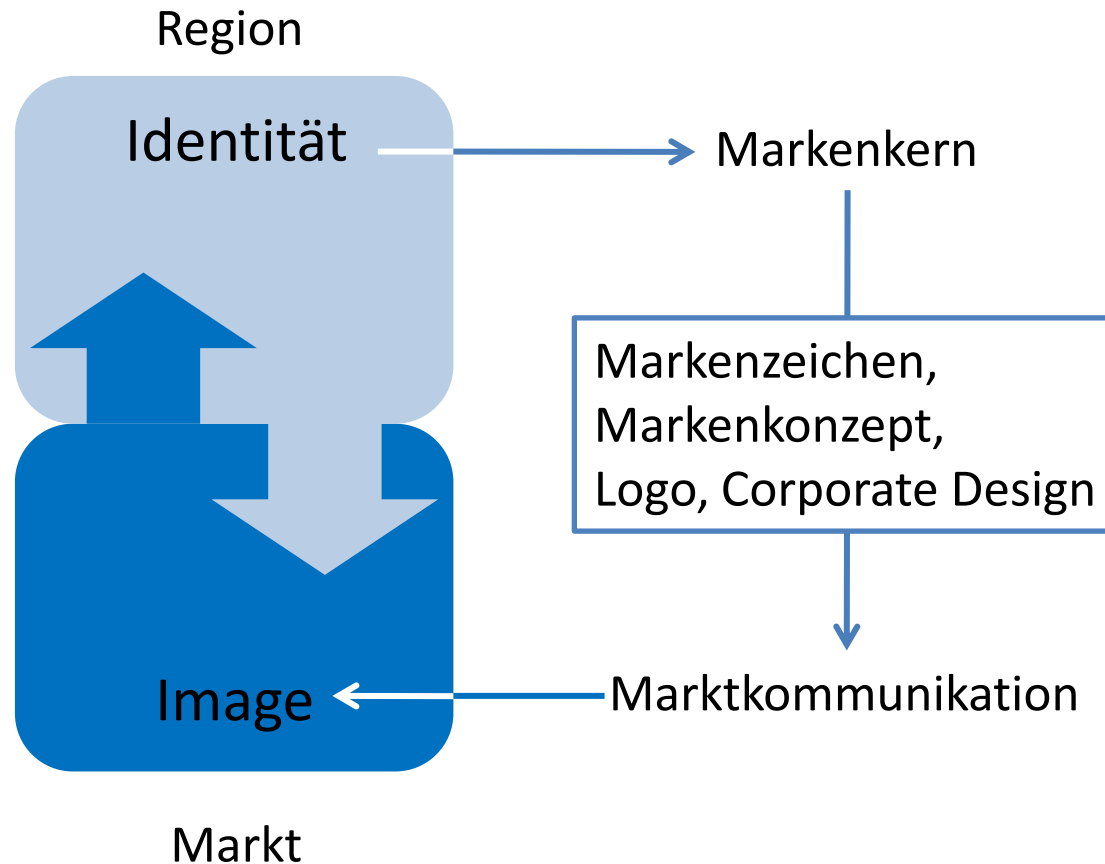 Region
Identität
Markenkern
Markenzeichen,
Markenkonzept,
Logo, Corporate Design
Image
Marktkommunikation
Markt